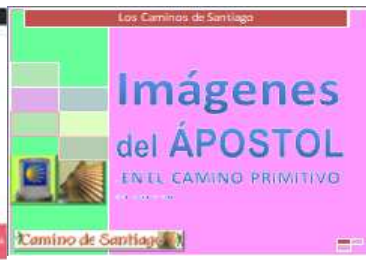 Los Caminos de Santiago
Imágenes
del ÁPOSTOL
EN EL CAMINO PRIMITIVO
Camino de Santiago